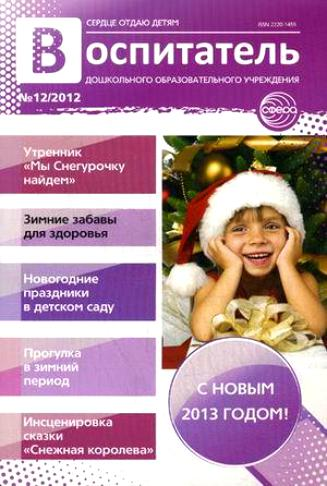 СЕРДЦЕ ОТДАЮ ДЕТЯМ
ISSN 2220-1459
Воспитатель
ДОШКОЛЬНОГО ОБРАЗОВАТЕЛЬНОГО УЧРЕЖДЕНИЯ
№12/2012
сфера
Утренник
«Мы Снегурочку
найдем»
Зимние забавы
для здоровья
Новогодние
праздники
в детском саду
Прогулка
в зимний
период
Инсценировка
сказки
«Снежная королева»
С НОВЫМ
2013 ГОДОМ!